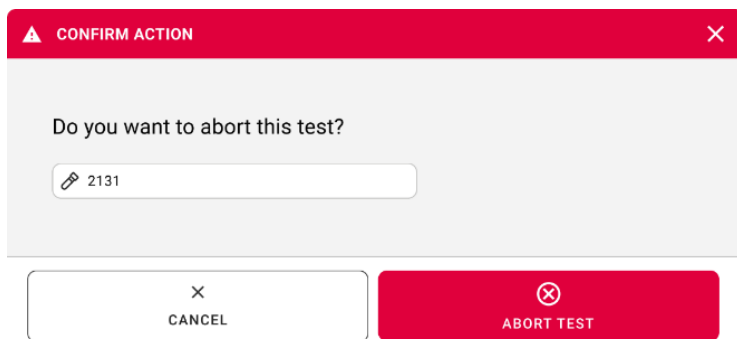 CONFIRM ACTION
Do you want to abort this test?
2131
CANCEL
ABORT TEST